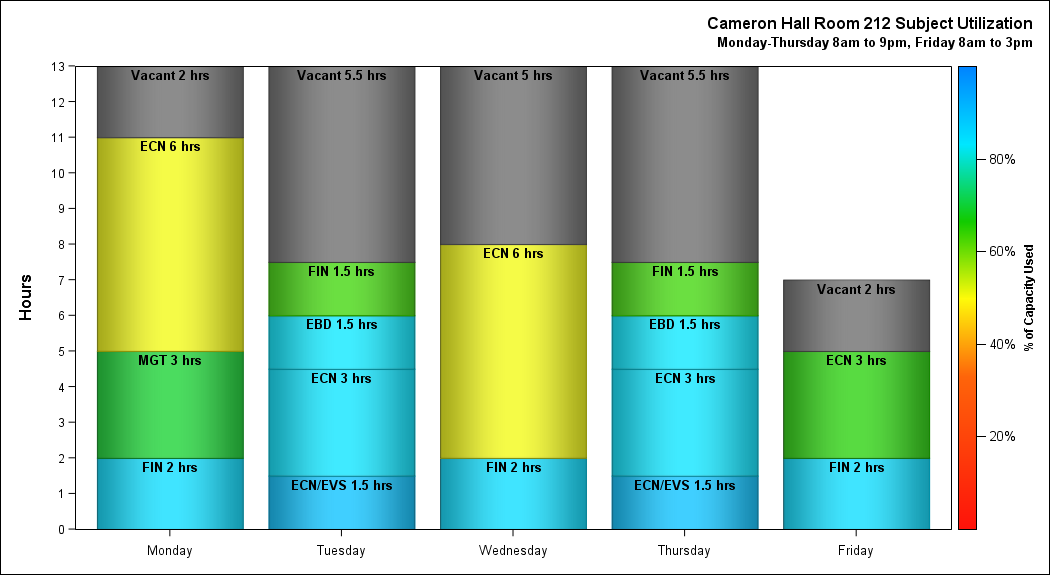 Cameron Hall Room 212 Subject Utilization
Monday-Thursday 8am to 9pm, Friday 8am to 3pm
Hours
13
12
11
10
9
8
7
6
5
4
3
2
1
0
Vacant 2 hrs
ECN 6 hrs
MGT 3 hrs
FIN 2 hrs
Vacant 5.5 hrs
FIN 1.5 hrs
EBD 1.5 hrs
ECN 3 hrs
ECN/EVS 1.5 hrs
Vacant 5 hrs
ECN 6 hrs
FIN 2 hrs
Vacant 5.5 hrs
FIN 1.5 hrs
EBD 1.5 hrs
ECN 3 hrs
ECN/EVS 1.5 hrs
Vacant 2 hrs
ECN 3 hrs
FIN 2 hrs
Monday
Tuesday
Wednesday
Thursday
Friday
80%
60%
40%
20%
% of Capacity Used